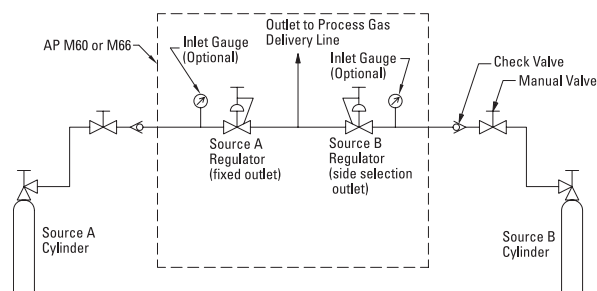 Outlet to Process Gas
Delivery Line
Inlet Gauge
(Optional)
AP M60 or M66
Inlet Gauge
(Optional)
Check Valve
Manual Valve
Source A
Regulator
(fixed outlet)
Source B
Regulator
(side selection
outlet)
Source A
Cylinder
Source B
Cylinder